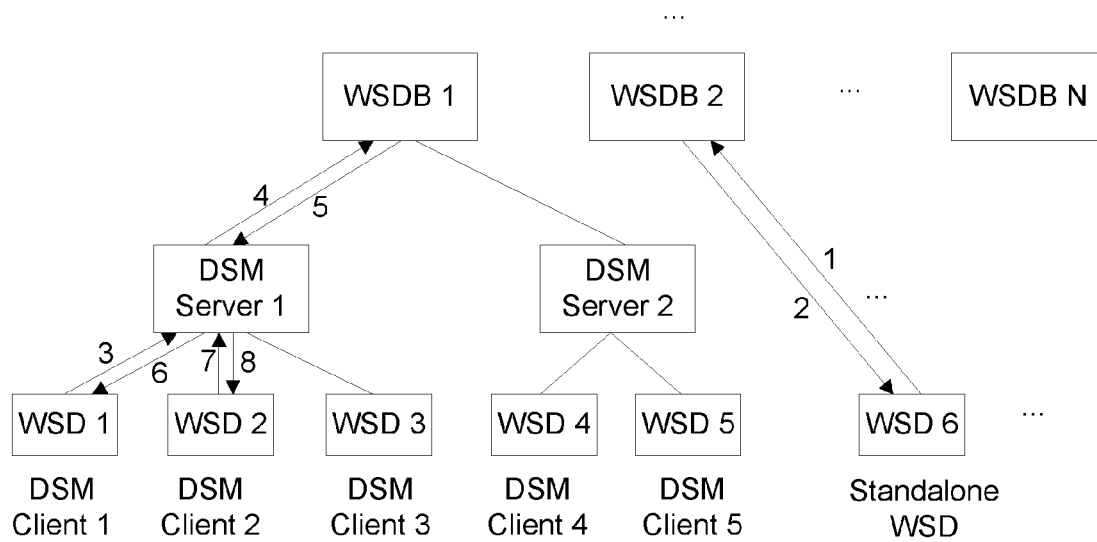 ...
WSDB 1
WSDB 2
...
WSDB N
4
5
1
2
...
DSM
Server 1
DSM
Server 2
3
6
7
8
WSD 1
WSD 2
WSD 3
WSD 4
WSD 5
WSD 6
...
DSM
Client 1
DSM
Client 2
DSM
Client 3
DSM
Client 4
DSM
Client 5
Standalone
WSD